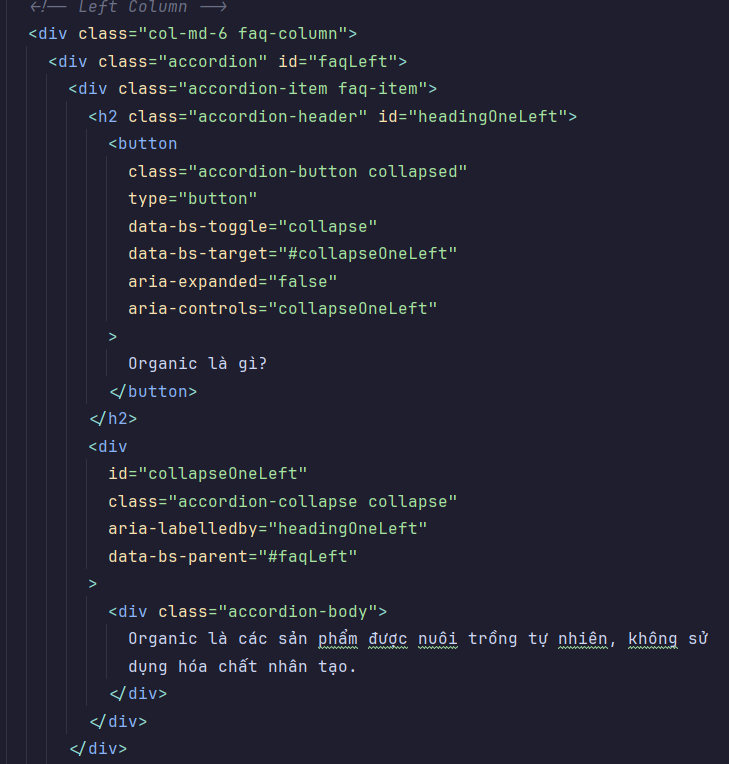 <!-- Left Column -->
<div class="col-md-6 faq-column">
<div class="accordion" id="faqLeft">
<div class="accordion-item faq-item">
<h2 class="accordion-header" id="headingOneLeft">
<button
class="accordion-button collapsed"
type="button"
data-bs-toggle="collapse"
data-bs-target="#collapseOneLeft"
aria-expanded="false"
aria-controls="collapseOneLeft"
>
Organic là gì?
</button>
</h2>
<div
id="collapseOneLeft"
class="accordion-collapse collapse"
aria-labelledby="headingOneLeft"
data-bs-parent="#faqLeft"
>
<div class="accordion-body">
Organic là các sản phẩm được nuôi trồng tự nhiên, không sử
dụng hóa chất nhân tạo.
</div>
</div>
</div>